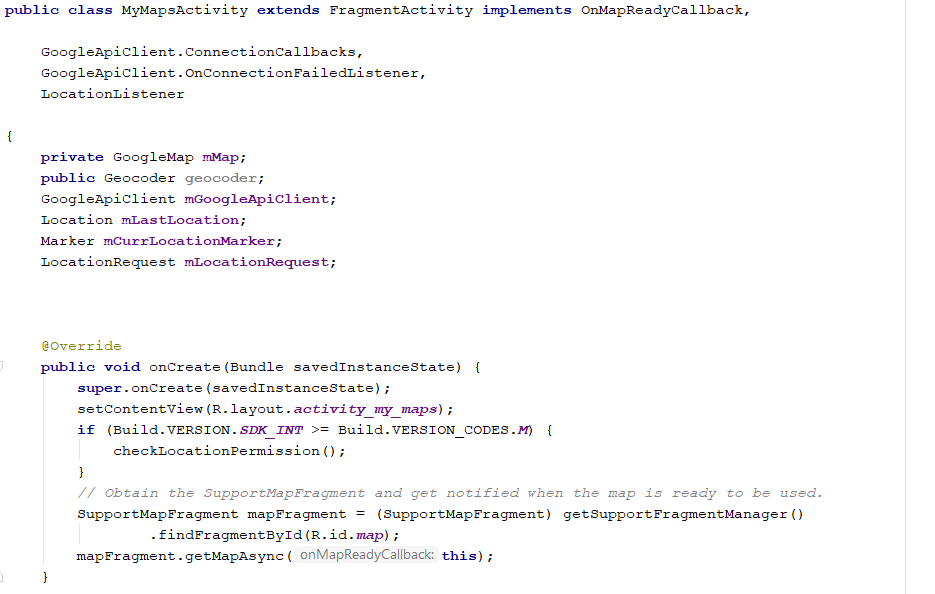 public class MyMapsActivity extends FragmentActivity implements OnMapReadyCallback,
GoogleApiClient.ConnectionCallbacks,
GoogleApiClient.OnConnectionFailedListener,
LocationListener
{
private GoogleMap mMap;
public Geocoder geocoder;
GoogleApiClient mGoogleApiClient;
Location mLastLocation;
Marker mCurrLocationMarker;
LocationRequest mLocationRequest;
@Override
public void onCreate(Bundle savedInstanceState) {
super.onCreate(savedInstanceState);
setContentView(R.layout.activity_my_maps);
if (Build.VERSION.SDK_INT >= Build.VERSION_CODES.M) {
checkLocationPermission();
}
// Obtain the SupportMapFragment and get notified when the map is ready to be used.
SupportMapFragment mapFragment = (SupportMapFragment) getSupportFragmentManager()
.findFragmentById(R.id.map);
mapFragment.getMapAsync( onMapReadyCallback: this);
}